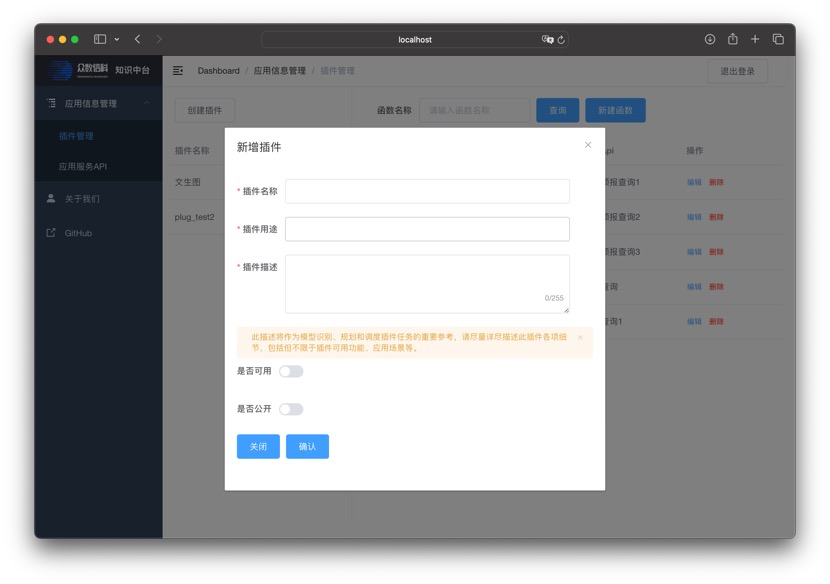 localhost
众数信科 知识中台
Dashboard / 应用信息管理 / 插件管理
退出登录
应用信息管理
插件管理
应用服务API
关于我们
GitHub
创建插件
函数名称 请输入函数名称 查询 新建函数
插件名称
操作
文生图
查询1 编辑 删除
plug_test2
查询2 编辑 删除
查询3 编辑 删除
查询 编辑 删除
查询1 编辑 删除
新增插件
* 插件名称
* 插件用途
* 插件描述
0/255
此描述将作为模型识别、规划和调度插件任务的重要参考，请尽量详尽描述此插件各项细
节，包括但不限于插件可用功能、应用场景等。
是否可用
是否公开
关闭 确认